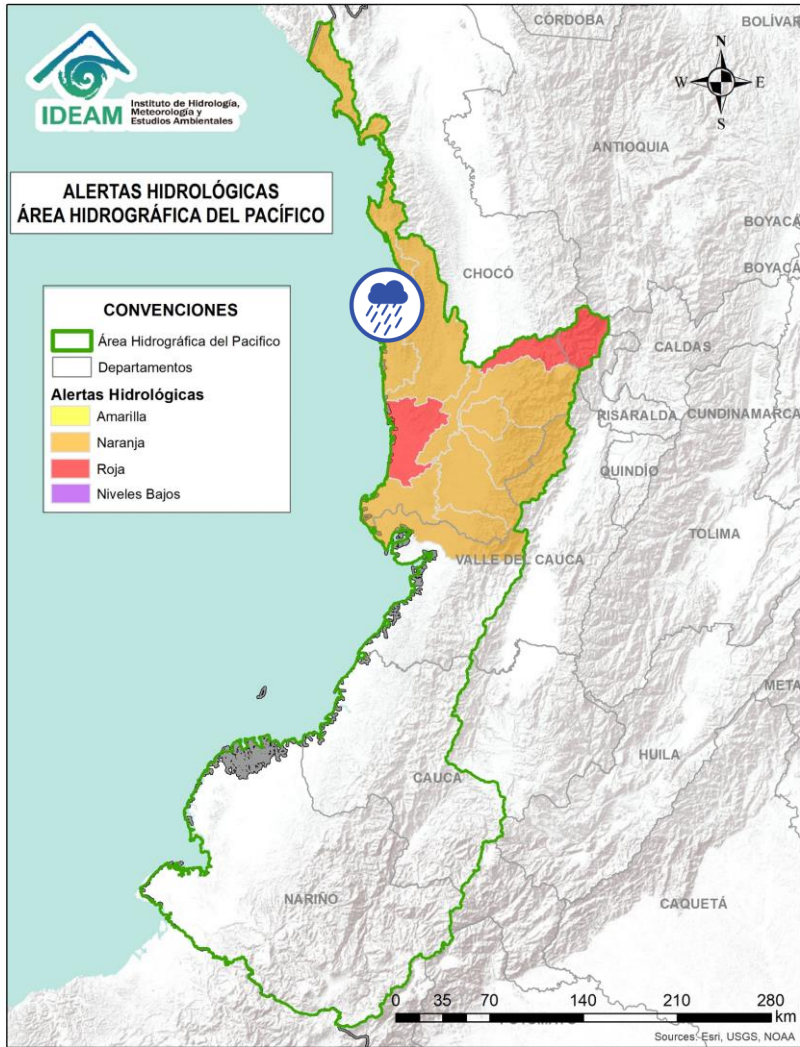 IDEAM
Instituto de Hidrología,
Meteorología y
Estudios Ambientales
ALERTAS HIDROLÓGICAS
ÁREA HIDROGRÁFICA DEL PACÍFICO
CONVENCIONES
Área Hidrográfica del Pacifico
Departamentos
Alertas Hidrológicas
Amarilla
Naranja
Roja
Niveles Bajos
N
W
E
S
CÓRDOBA
BOLÍVAR
ANTIOQUIA
BOYACÁ
BOYACÁ
CHOCÓ
CALDAS
RISARALDA
CUNDINAMARCA
QUINDÍO
TOLIMA
VALLE DEL CAUCA
META
HUILA
CAUCA
NARIÑO
CAQUETÁ
0 35 70 140 210 280
km
Sources: Esri, USGS, NOAA